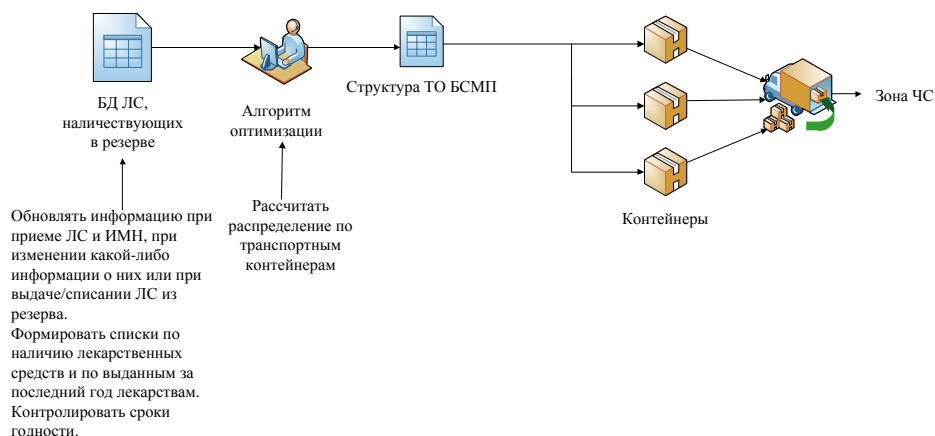 БД ЛС,
наличествующих
в резерве
Алгоритм
оптимизации
Структура ТО БСМП
Контейнеры
Зона ЧС
Обновлять информацию при
приеме ЛС и ИМН, при
изменении какой-либо
информации о них или при
выдаче/списании ЛС из
резерва.
Формировать списки по
наличию лекарственных
средств и по выданным за
последний год лекарствам.
Контролировать сроки
годности.
Рассчитать
распределение по
транспортным
контейнерам